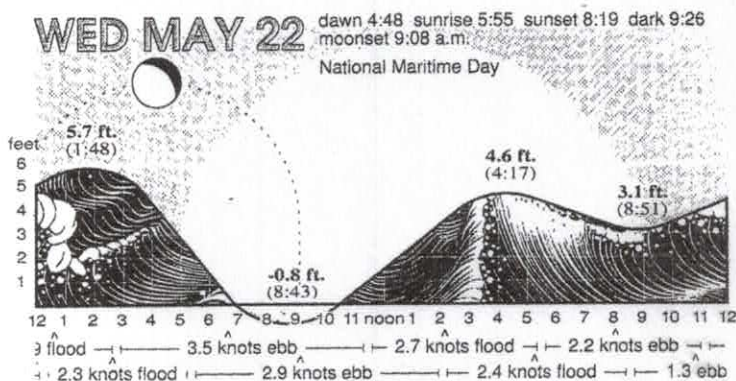 WED MAY 22
dawn 4:48 sunrise 5:55 sunset 8:19 dark 9:26
moonset 9:08 a.m.
National Maritime Day
5.7 ft.
(1:48)
4.6 ft.
(4:17)
3.1 ft.
(8:51)
-0.8 ft.
(8:43)
feet
6
5
4
3
2
1
12 1 2 3 4 5 6 7 8 9 10 11 noon 1 2 3 4 5 6 7 8 9 10 11 12
9 flood 3.5 knots ebb 2.7 knots flood 2.2 knots ebb
2.3 knots flood 2.9 knots ebb 2.4 knots flood 1.3 ebb